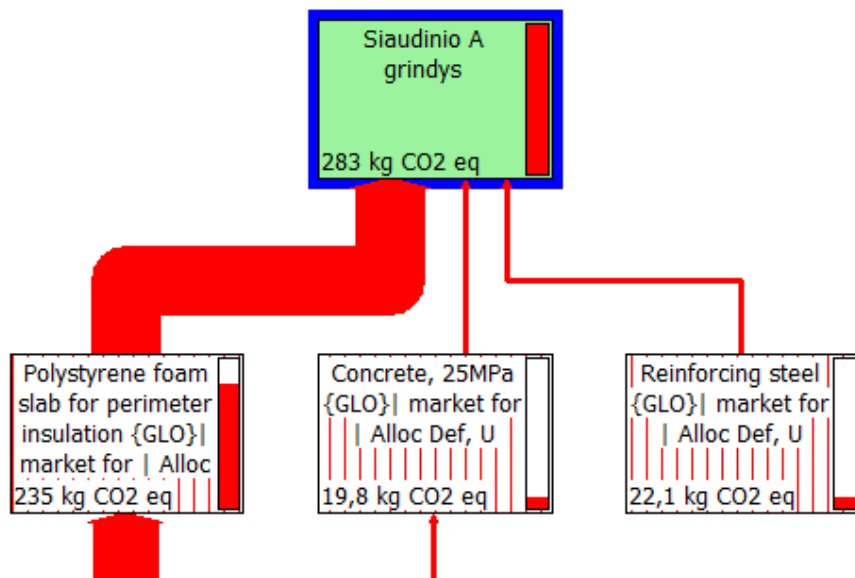 Siaudinio A
grindys
283 kg CO2 eq
Polystyrene foam
slab for perimeter
insulation {GLO}|
market for | Alloc
235 kg CO2 eq
Concrete, 25MPa
{GLO}| market for
| Alloc Def, U
19,8 kg CO2 eq
Reinforcing steel
{GLO}| market for
| Alloc Def, U
22,1 kg CO2 eq